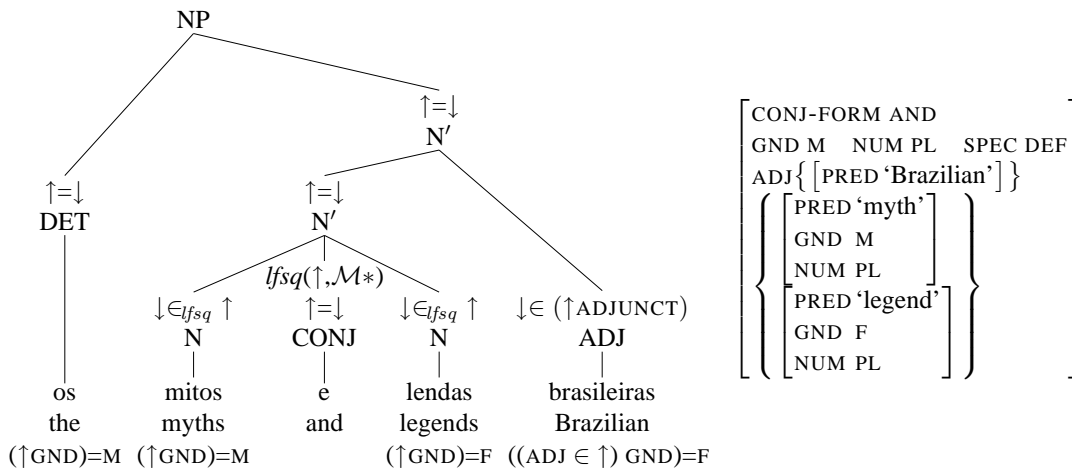 NP
↑=↓
N′
↑=↓ ↑=↓
DET N′
lfsq(↑,ℳ∗)
↓∈lfsq ↑ ↑=↓ ↓∈lfsq ↑ ↓∈ (↑ADJUNCT)
N CONJ N ADJ
os mitos e lendas brasileiras
the myths and legends Brazilian
(↑GND)=M (↑GND)=M (↑GND)=F ((ADJ ∈ ↑) GND)=F
CONJ-FORM AND
GND M NUM PL SPEC DEF
ADJ{[PRED ‘Brazilian’]}
PRED ‘myth’
GND M
NUM PL
PRED ‘legend’
GND F
NUM PL